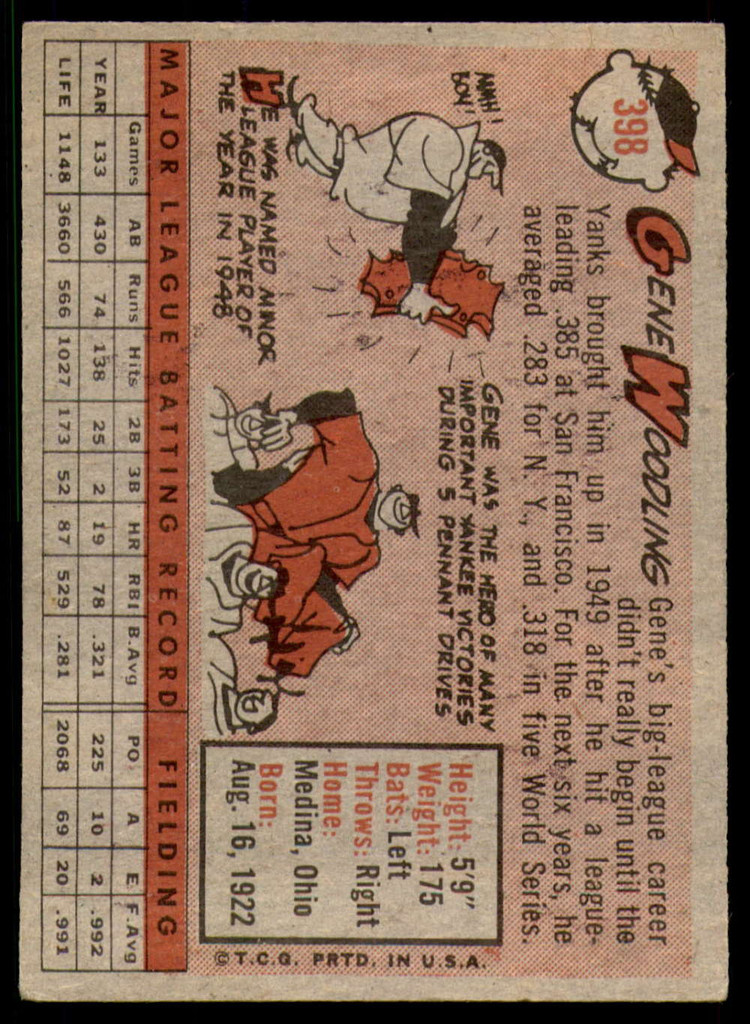 398
GENE WOODLING
Gene's big-league career
didn't really begin until the
Yanks brought him up in 1949 after he hit a league-
leading .385 at San Francisco. For the next six years, he
averaged .283 for N. Y., and .318 in five World Series.
AAAH!
BOY!
HE WAS NAMED MINOR
LEAGUE PLAYER OF
THE YEAR IN 1948
GENE WAS THE HERO OF MANY
IMPORTANT YANKEE VICTORIES
DURING 5 PENNANT DRIVES
Height: 5'9"
Weight: 175
Bats: Left
Throws: Right
Home:
Medina, Ohio
Born:
Aug. 16, 1922
© T.C.G. PRTD. IN U.S.A.
MAJOR LEAGUE BATTING RECORD FIELDING
Games AB Runs Hits 2B 3B HR RBI B.Avg PO A E F.Avg
YEAR 133 430 74 138 25 2 19 78 .321 225 10 2 .992
LIFE 1148 3660 566 1027 173 52 87 529 .281 2068 69 20 .991